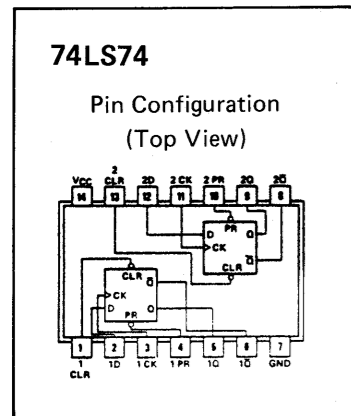 74LS74
Pin Configuration
(Top View)
VCC 2 CLR 2D 2 CK 2 PR 2Q 2Q̅
14 13 12 11 10 9 8
PR
D Q
CK
Q̅
CLR
CLR
Q̅
CK
D Q
PR
1 2 3 4 5 6 7
1 CLR 1D 1 CK 1 PR 1Q 1Q̅ GND